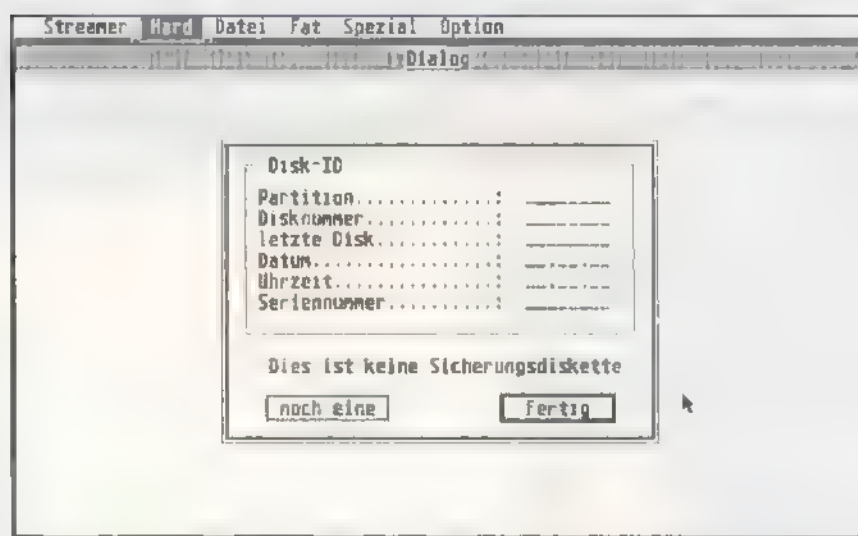 Streamer Hard Datei Fat Spezial Option
Dialog
Disk-ID
Partition.............:
Disknummer............:
letzte Disk...........:
Datum.................:
Uhrzeit...............:
Seriennummer..........:
Dies ist keine Sicherungsdiskette
noch eine
Fertig